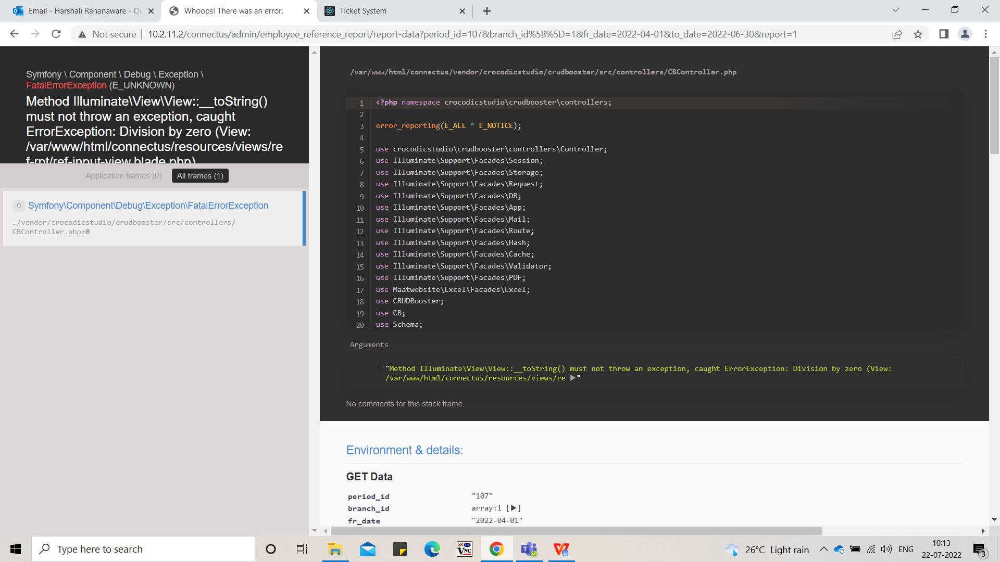 Email - Harshali Rananaware - Ou
Whoops! There was an error.
Ticket System
Not secure
10.2.11.2/connectus/admin/employee_reference_report/report-data?period_id=107&branch_id%5B%5D=1&fr_date=2022-04-01&to_date=2022-06-30&report=1
Symfony \ Component \ Debug \ Exception \
FatalErrorException (E_UNKNOWN)
Method Illuminate\View\View::__toString()
must not throw an exception, caught
ErrorException: Division by zero (View:
/var/www/html/connectus/resources/views/re
f-rpt/ref-input-view.blade.php)
Application frames (0)
All frames (1)
0 Symfony\Component\Debug\Exception\FatalErrorException
…/vendor/crocodicstudio/crudbooster/src/controllers/
CBController.php:0
/var/www/html/connectus/vendor/crocodicstudio/crudbooster/src/controllers/CBController.php
1 <?php namespace crocodicstudio\crudbooster\controllers;
2
3 error_reporting(E_ALL ^ E_NOTICE);
4
5 use crocodicstudio\crudbooster\controllers\Controller;
6 use Illuminate\Support\Facades\Session;
7 use Illuminate\Support\Facades\Storage;
8 use Illuminate\Support\Facades\Request;
9 use Illuminate\Support\Facades\DB;
10 use Illuminate\Support\Facades\App;
11 use Illuminate\Support\Facades\Mail;
12 use Illuminate\Support\Facades\Route;
13 use Illuminate\Support\Facades\Hash;
14 use Illuminate\Support\Facades\Cache;
15 use Illuminate\Support\Facades\Validator;
16 use Illuminate\Support\Facades\PDF;
17 use Maatwebsite\Excel\Facades\Excel;
18 use CRUDBooster;
19 use CB;
20 use Schema;
Arguments
1. "Method Illuminate\View\View::__toString() must not throw an exception, caught ErrorException: Division by zero (View:
/var/www/html/connectus/resources/views/re ▶"
No comments for this stack frame.
Environment & details:
GET Data
period_id "107"
branch_id array:1 [▶]
fr_date "2022-04-01"
Type here to search
VNC
26°C Light rain
ENG
10:13
22-07-2022
3